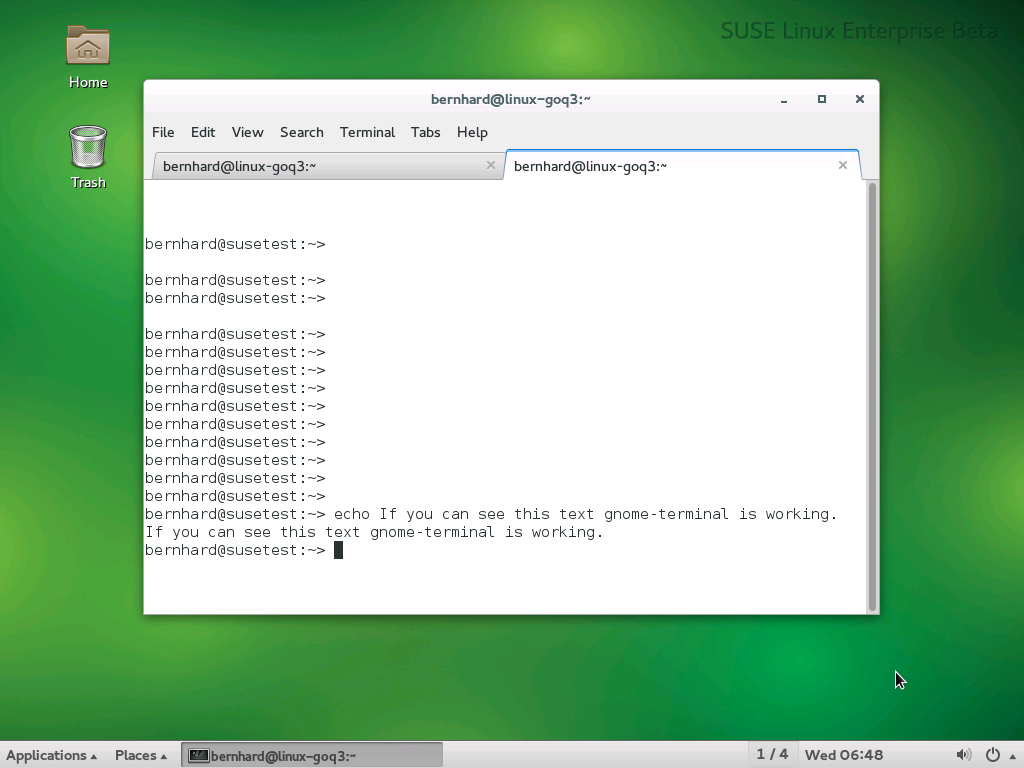 SUSE Linux Enterprise Beta
Home
Trash
bernhard@linux-goq3:~
File Edit View Search Terminal Tabs Help
bernhard@linux-goq3:~ bernhard@linux-goq3:~
bernhard@susetest:~>
bernhard@susetest:~>
bernhard@susetest:~>
bernhard@susetest:~>
bernhard@susetest:~>
bernhard@susetest:~>
bernhard@susetest:~>
bernhard@susetest:~>
bernhard@susetest:~>
bernhard@susetest:~>
bernhard@susetest:~>
bernhard@susetest:~>
bernhard@susetest:~>
bernhard@susetest:~> echo If you can see this text gnome-terminal is working.
If you can see this text gnome-terminal is working.
bernhard@susetest:~>
Applications Places bernhard@linux-goq3:~ 1 / 4 Wed 06:48